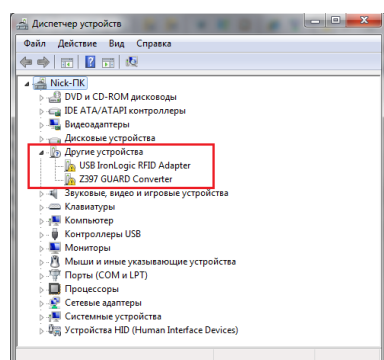 Диспетчер устройств
Файл Действие Вид Справка
Nick-ПК
DVD и CD-ROM дисководы
IDE ATA/ATAPI контроллеры
Видеоадаптеры
Дисковые устройства
Другие устройства
USB IronLogic RFID Adapter
Z397 GUARD Converter
Звуковые, видео и игровые устройства
Клавиатуры
Компьютер
Контроллеры USB
Мониторы
Мыши и иные указывающие устройства
Порты (COM и LPT)
Процессоры
Сетевые адаптеры
Системные устройства
Устройства HID (Human Interface Devices)